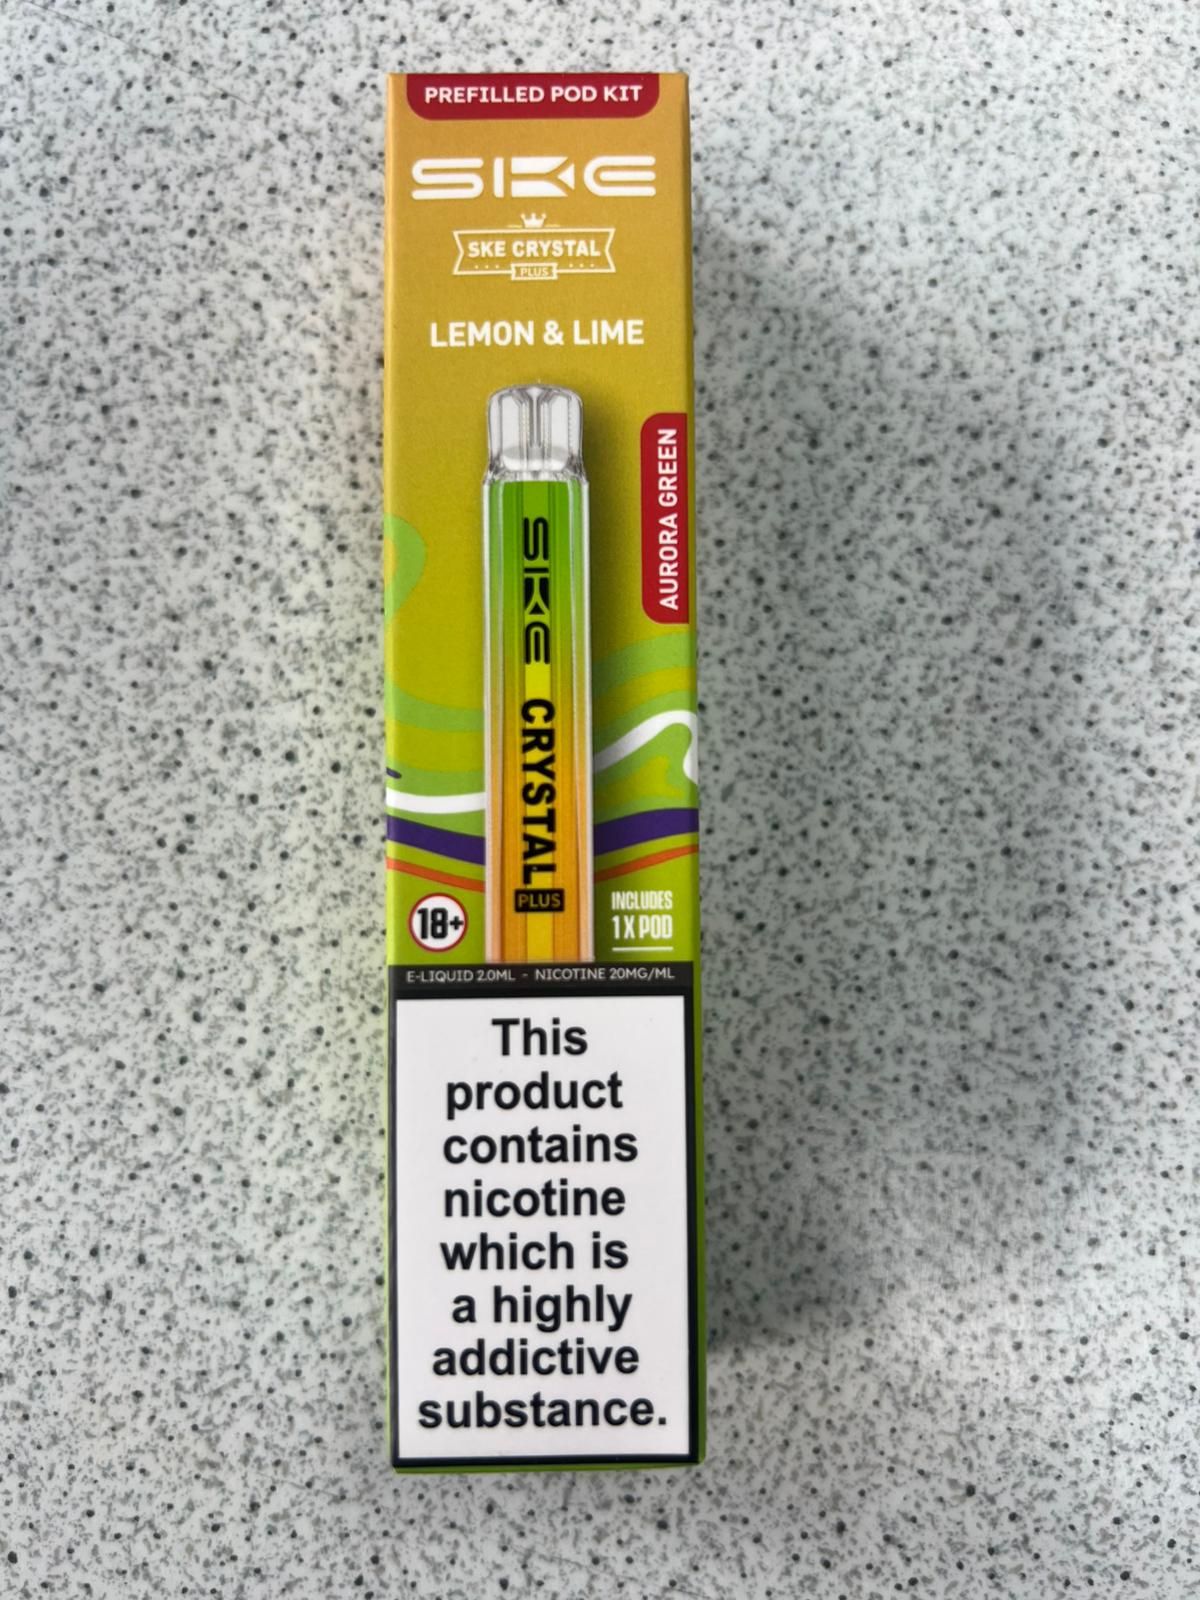 PREFILLED POD KIT
SKE
SKE CRYSTAL
PLUS
LEMON & LIME
AURORA GREEN
SKE CRYSTAL
PLUS
18+
INCLUDES
1 X POD
E-LIQUID 2.0ML - NICOTINE 20MG/ML
This
product
contains
nicotine
which is
a highly
addictive
substance.